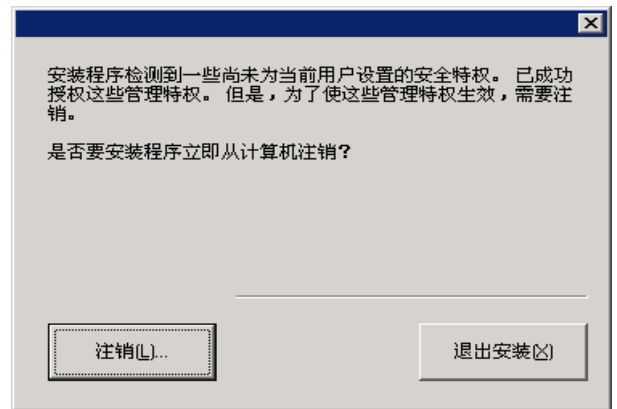 安装程序检测到一些尚未为当前用户设置的安全特权。 已成功
授权这些管理特权。 但是，为了使这些管理特权生效，需要注
销。
是否要安装程序立即从计算机注销?
注销(L)...
退出安装(X)